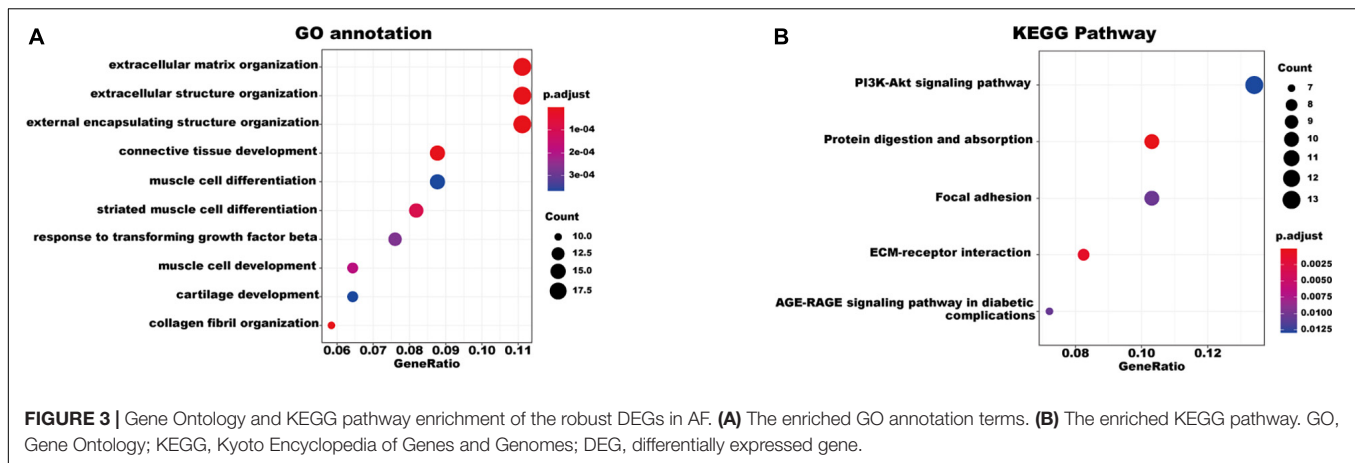 A
GO annotation
extracellular matrix organization
extracellular structure organization
external encapsulating structure organization
connective tissue development
muscle cell differentiation
striated muscle cell differentiation
response to transforming growth factor beta
muscle cell development
cartilage development
collagen fibril organization
0.06 0.07 0.08 0.09 0.10 0.11
GeneRatio
p.adjust
1e-04
2e-04
3e-04
Count
10.0
12.5
15.0
17.5
B
KEGG Pathway
PI3K-Akt signaling pathway
Protein digestion and absorption
Focal adhesion
ECM-receptor interaction
AGE-RAGE signaling pathway in diabetic
complications
0.08 0.10 0.12
GeneRatio
Count
7
8
9
10
11
12
13
p.adjust
0.0025
0.0050
0.0075
0.0100
0.0125
FIGURE 3 | Gene Ontology and KEGG pathway enrichment of the robust DEGs in AF. (A) The enriched GO annotation terms. (B) The enriched KEGG pathway. GO,
Gene Ontology; KEGG, Kyoto Encyclopedia of Genes and Genomes; DEG, differentially expressed gene.